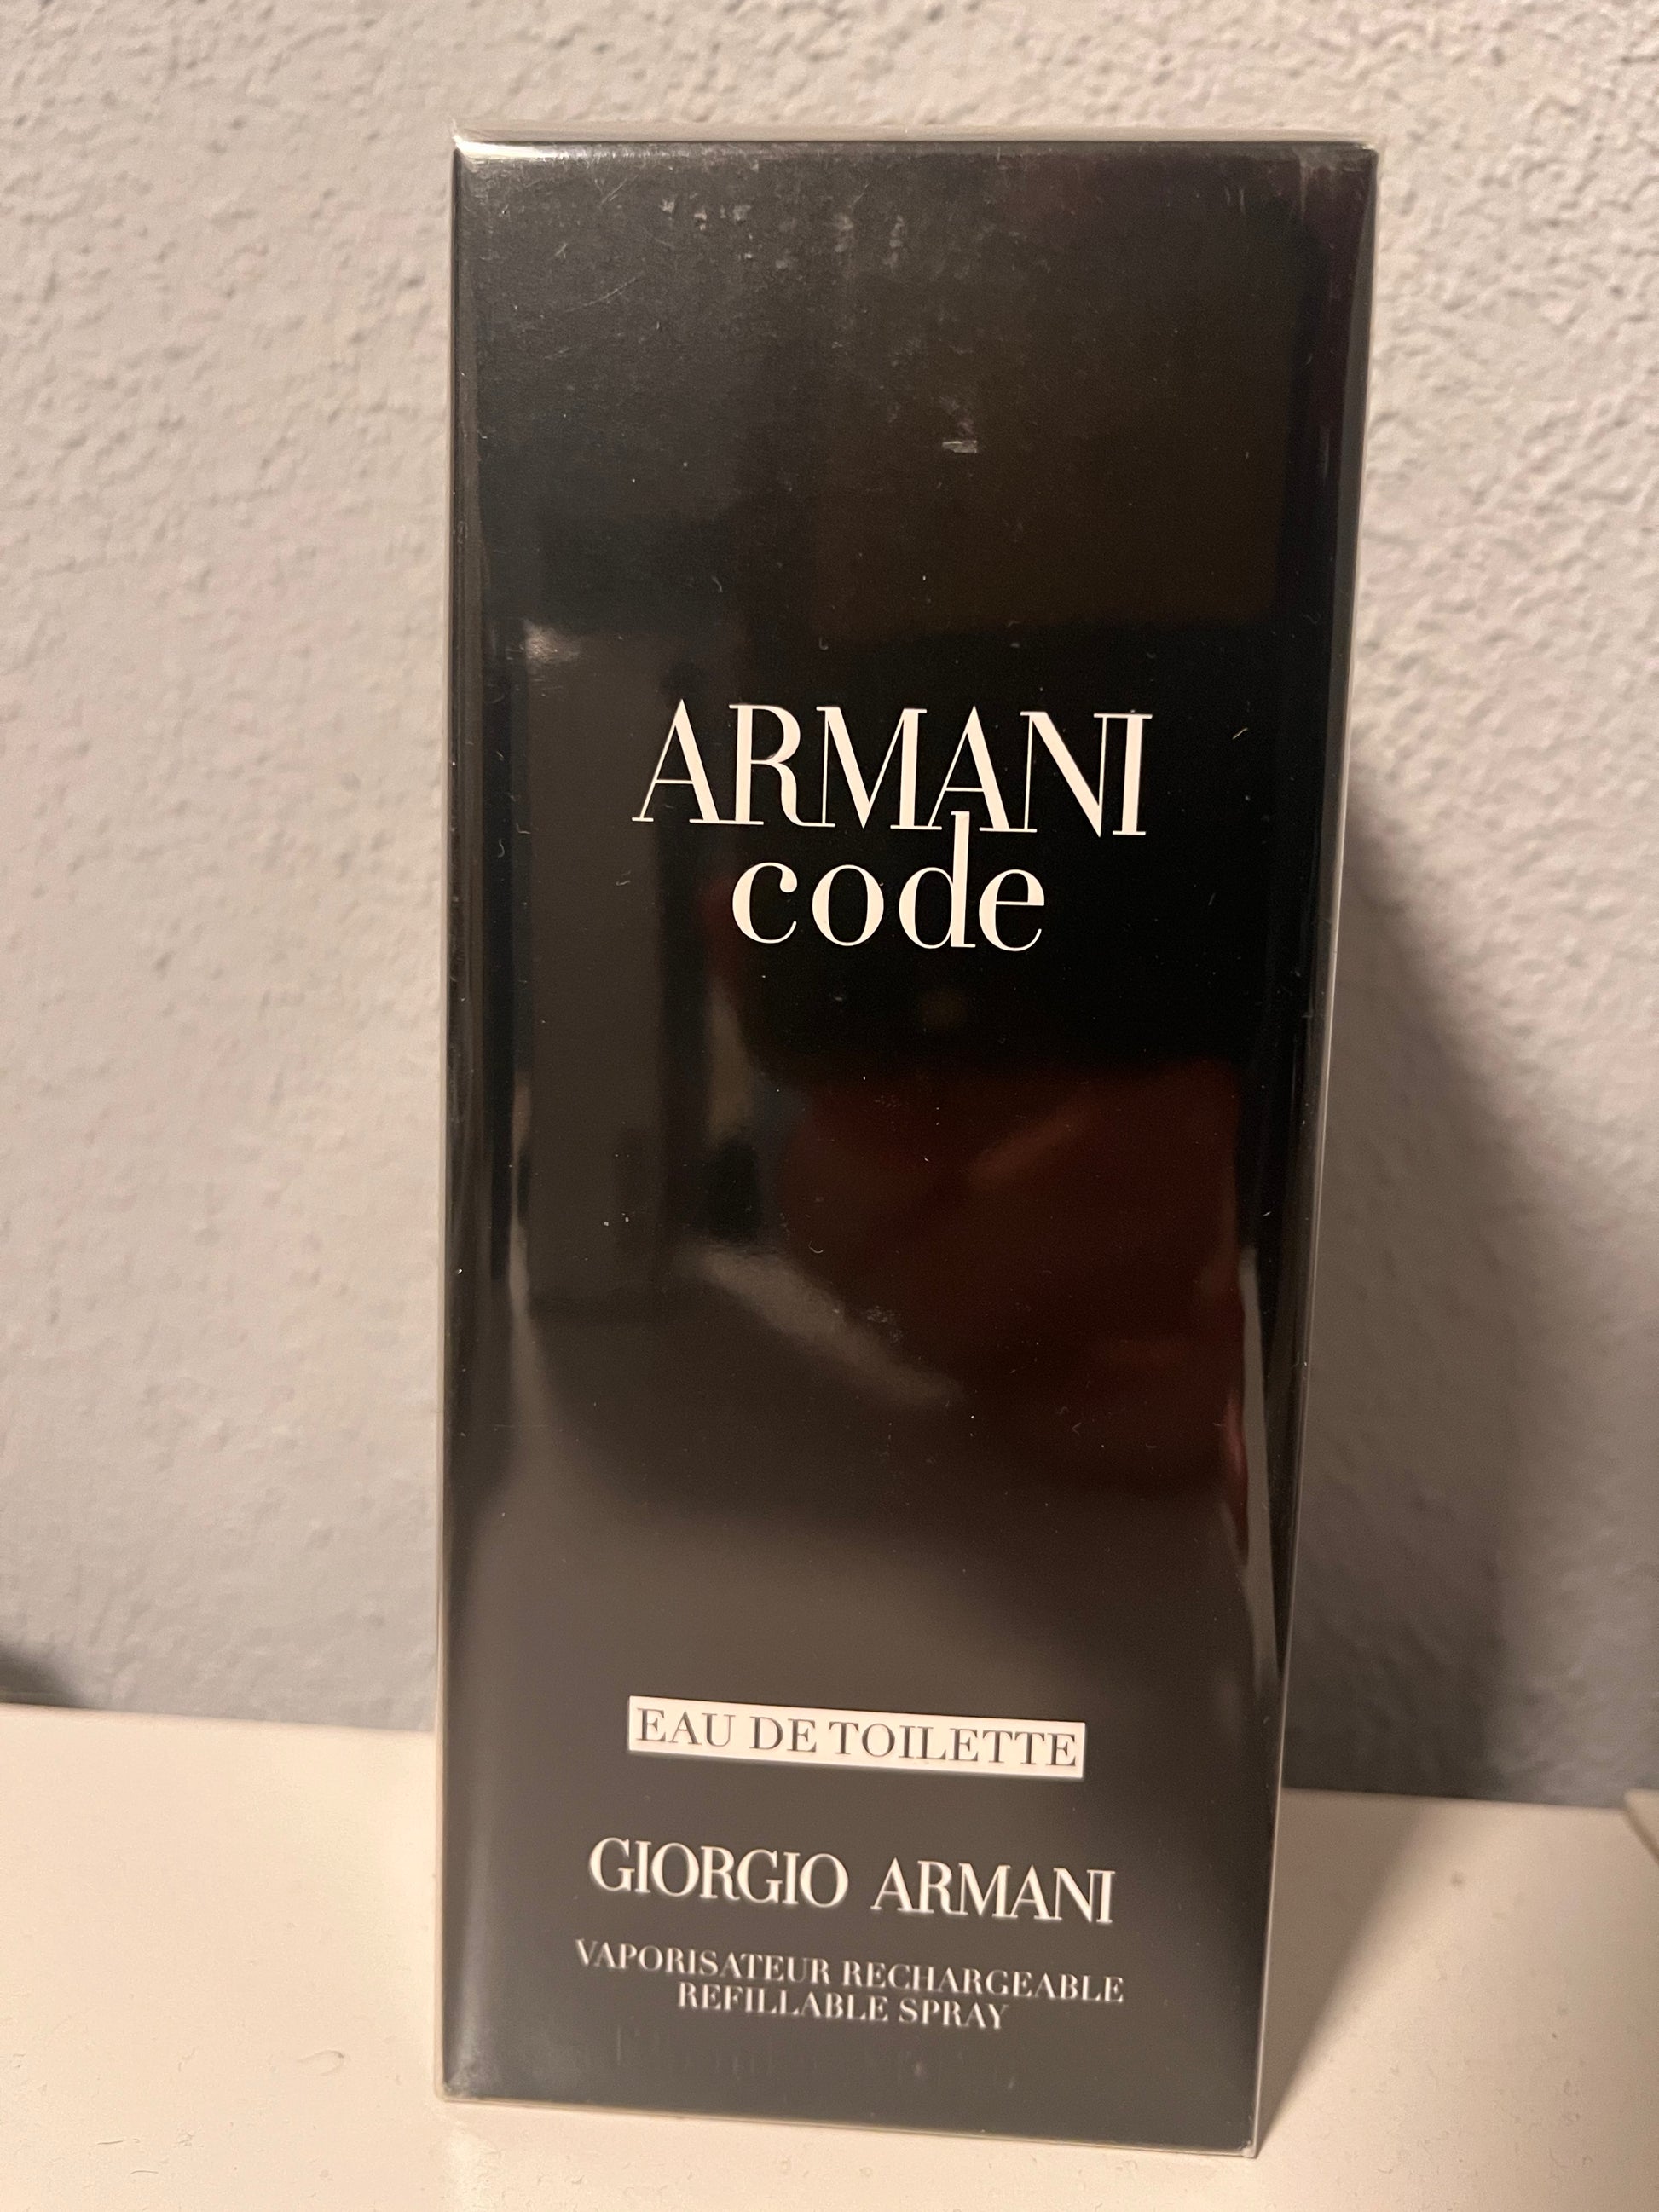 ARMANI
code
EAU DE TOILETTE
GIORGIO ARMANI
VAPORISATEUR RECHARGEABLE
REFILLABLE SPRAY